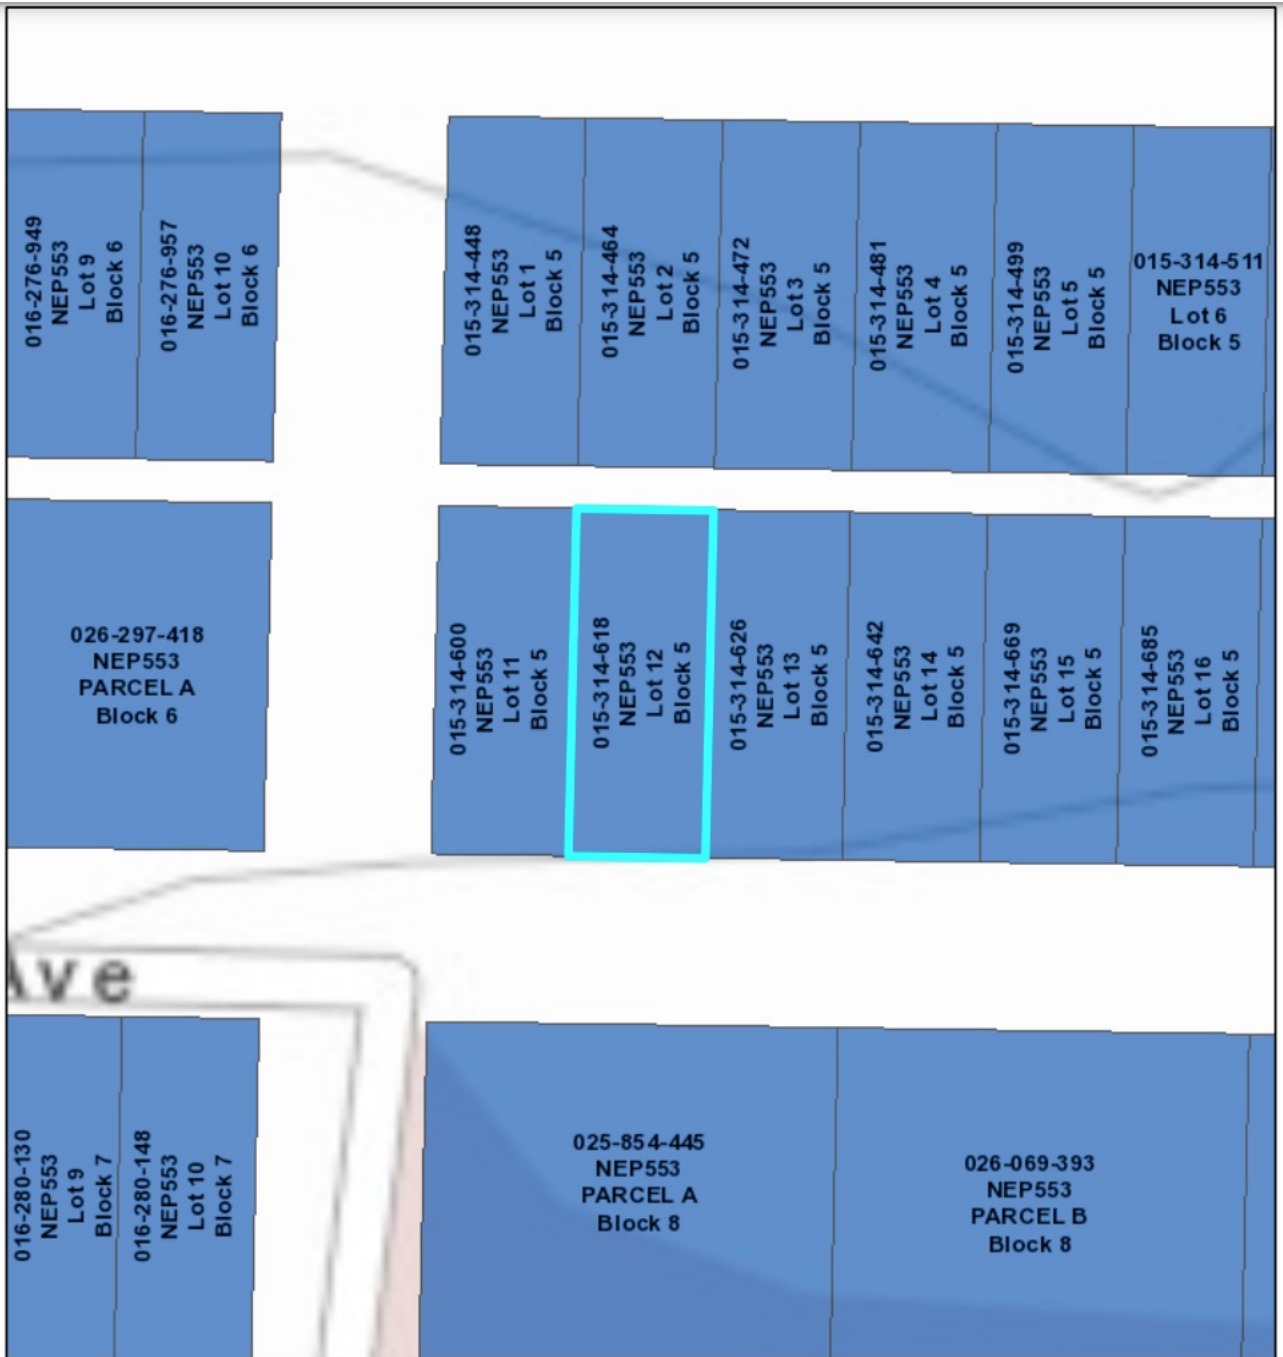 016-276-949
NEP553
Lot 9
Block 6
016-276-957
NEP553
Lot 10
Block 6
015-314-448
NEP553
Lot 1
Block 5
015-314-464
NEP553
Lot 2
Block 5
015-314-472
NEP553
Lot 3
Block 5
015-314-481
NEP553
Lot 4
Block 5
015-314-499
NEP553
Lot 5
Block 5
015-314-511
NEP553
Lot 6
Block 5
026-297-418
NEP553
PARCEL A
Block 6
015-314-600
NEP553
Lot 11
Block 5
015-314-618
NEP553
Lot 12
Block 5
015-314-626
NEP553
Lot 13
Block 5
015-314-642
NEP553
Lot 14
Block 5
015-314-669
NEP553
Lot 15
Block 5
015-314-685
NEP553
Lot 16
Block 5
Ave
016-280-130
NEP553
Lot 9
Block 7
016-280-148
NEP553
Lot 10
Block 7
025-854-445
NEP553
PARCEL A
Block 8
026-069-393
NEP553
PARCEL B
Block 8